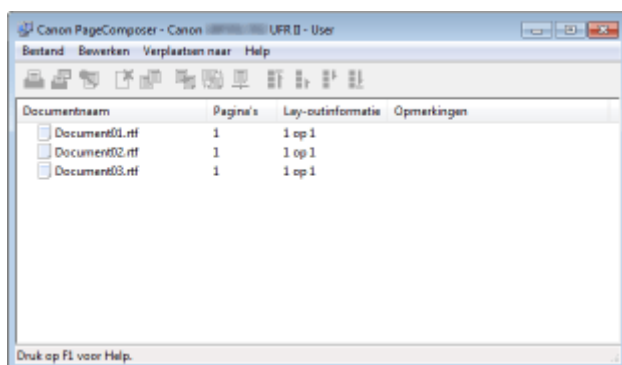 Canon PageComposer - Canon UFR II - User
Bestand Bewerken Verplaatsen naar Help
Documentnaam Pagina's Lay-outinformatie Opmerkingen
Document01.rtf 1 1 op 1
Document02.rtf 1 1 op 1
Document03.rtf 1 1 op 1
Druk op F1 voor Help.